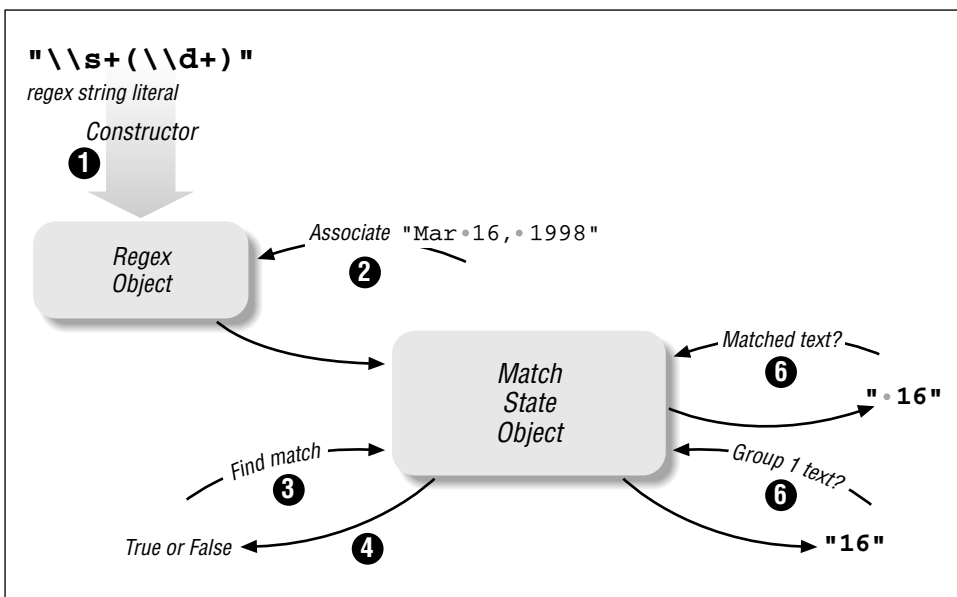 "\\s+(\\d+)"
regex string literal
Constructor
1
Regex
Object
Associate "Mar•16,•1998"
2
Match
State
Object
Matched text?
6
"•16"
Find match
3
Group 1 text?
6
True or False
4
"16"